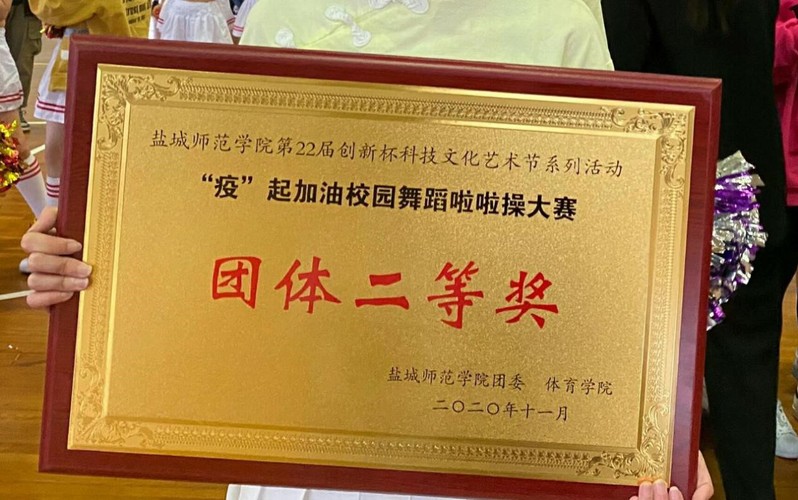 盐城师范学院第22届创新杯科技文化艺术节系列活动
“疫”起加油校园舞蹈啦啦操大赛
团体二等奖
盐城师范学院团委 体育学院
二〇二〇年十一月